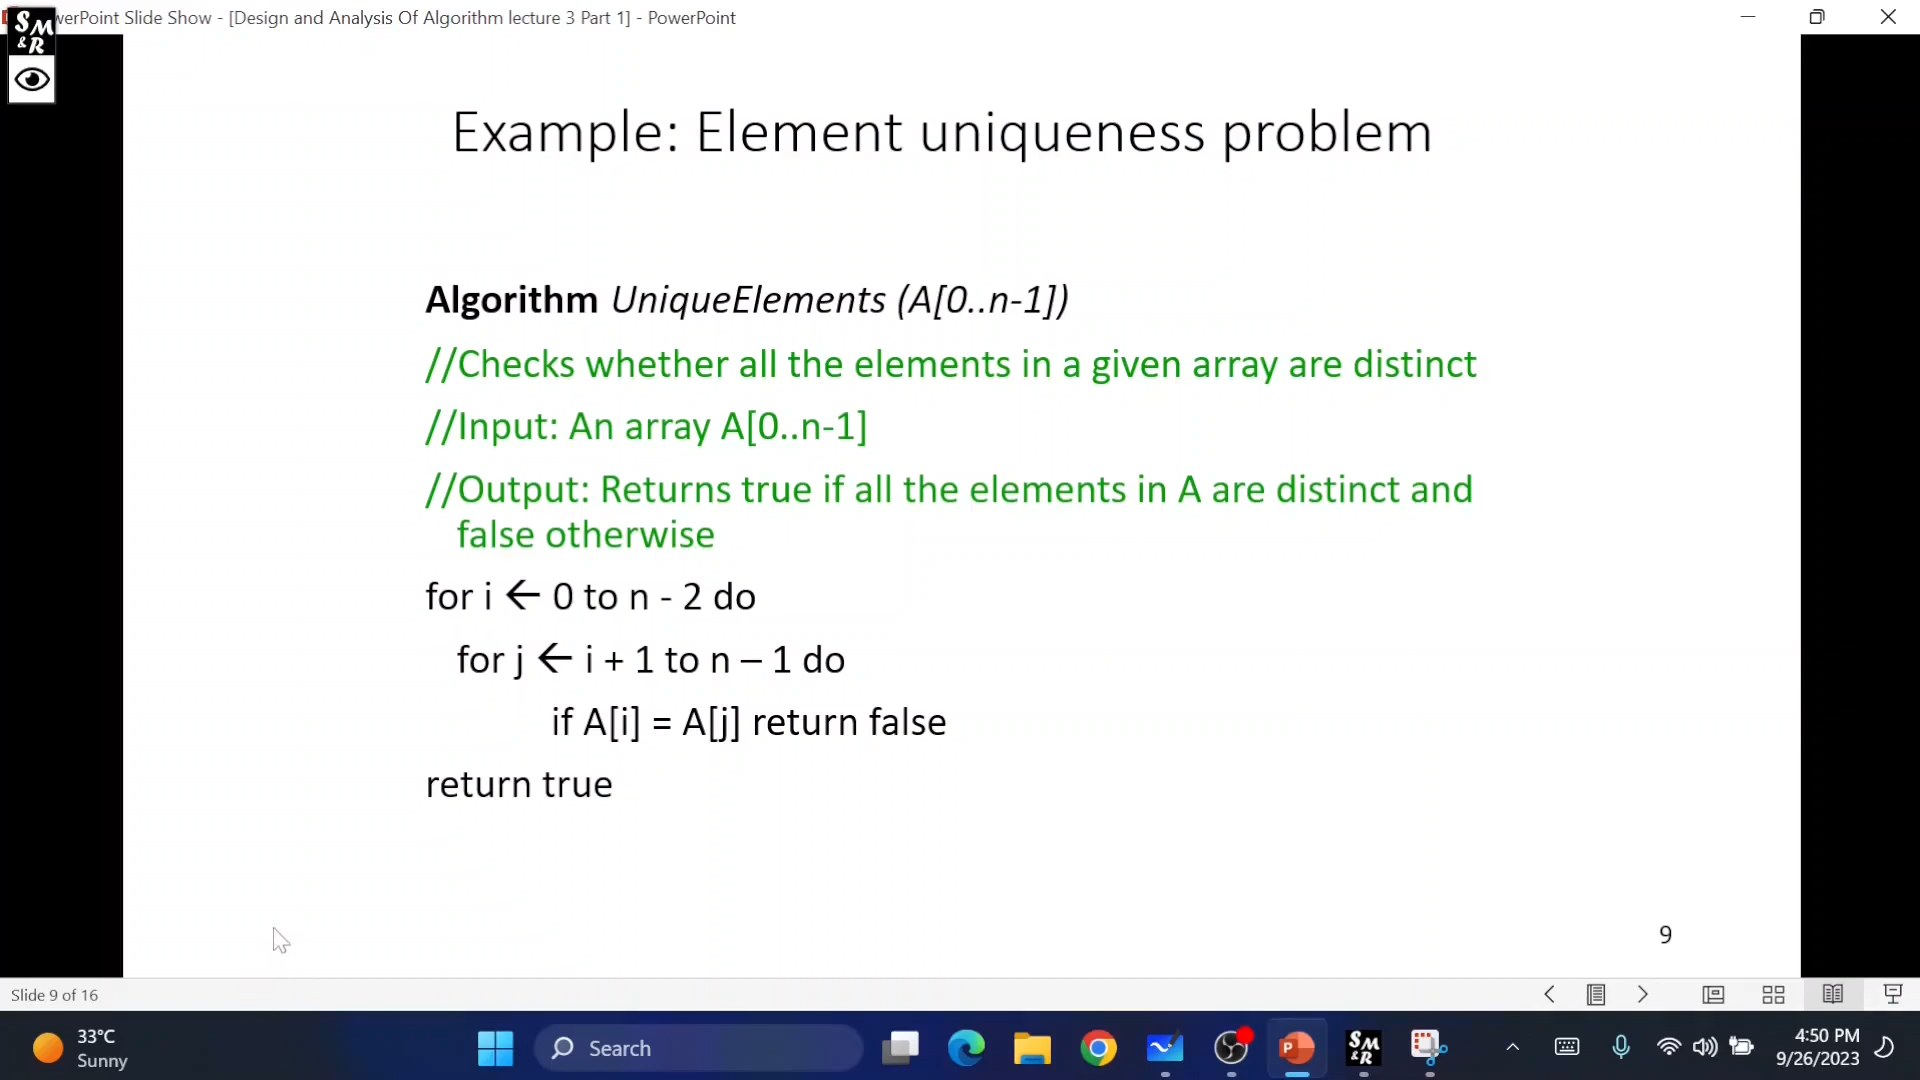 werPoint Slide Show - [Design and Analysis Of Algorithm lecture 3 Part 1] - PowerPoint
SM
&R
Example: Element uniqueness problem
Algorithm UniqueElements (A[0..n-1])
//Checks whether all the elements in a given array are distinct
//Input: An array A[0..n-1]
//Output: Returns true if all the elements in A are distinct and
false otherwise
for i ← 0 to n - 2 do
for j ← i + 1 to n – 1 do
if A[i] = A[j] return false
return true
9
Slide 9 of 16
33°C
Sunny
Search
P
SM
&R
4:50 PM
9/26/2023